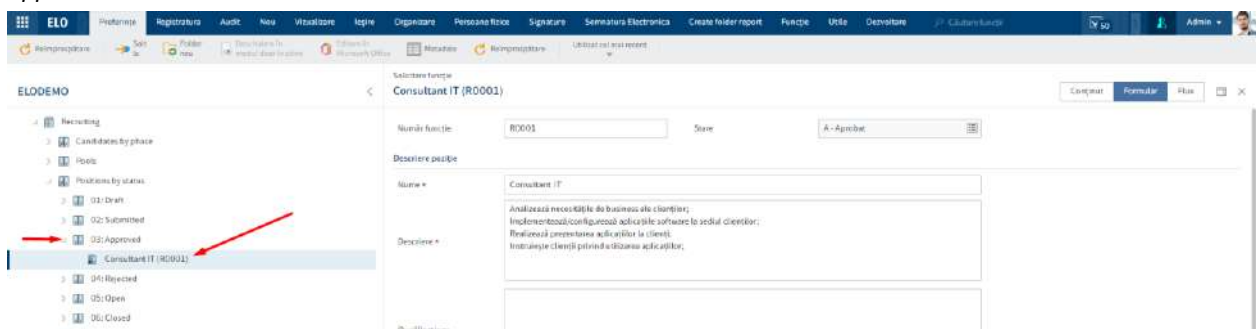 ELO Preferințe Registratura Audit Nou Vizualizare Ieșire Organizare Persoane fizice Signature Semnatura Electronica Create folder report Funcție Utile Dezvoltare Căutare funcții 50 Admin
Reîmprospătare Folder nou Metadate Reîmprospătare Utilizat cel mai recent
ELODEMO
Solicitare funcție
Consultant IT (R0001)
Conținut Formular Flux
Recruiting
Candidates by phase
Pools
Positions by status
01: Draft
02: Submitted
03: Approved
Consultant IT (R0001)
04: Rejected
05: Open
06: Closed
Număr funcție R0001 Stare A - Aprobat
Descriere poziție
Nume * Consultant IT
Descriere *
Analizează necesitățile de business ale clienților;
Implementează/configurează aplicațiile software la sediul clienților;
Realizează prezentarea aplicațiilor la clienți;
Instruiește clienții privind utilizarea aplicațiilor;